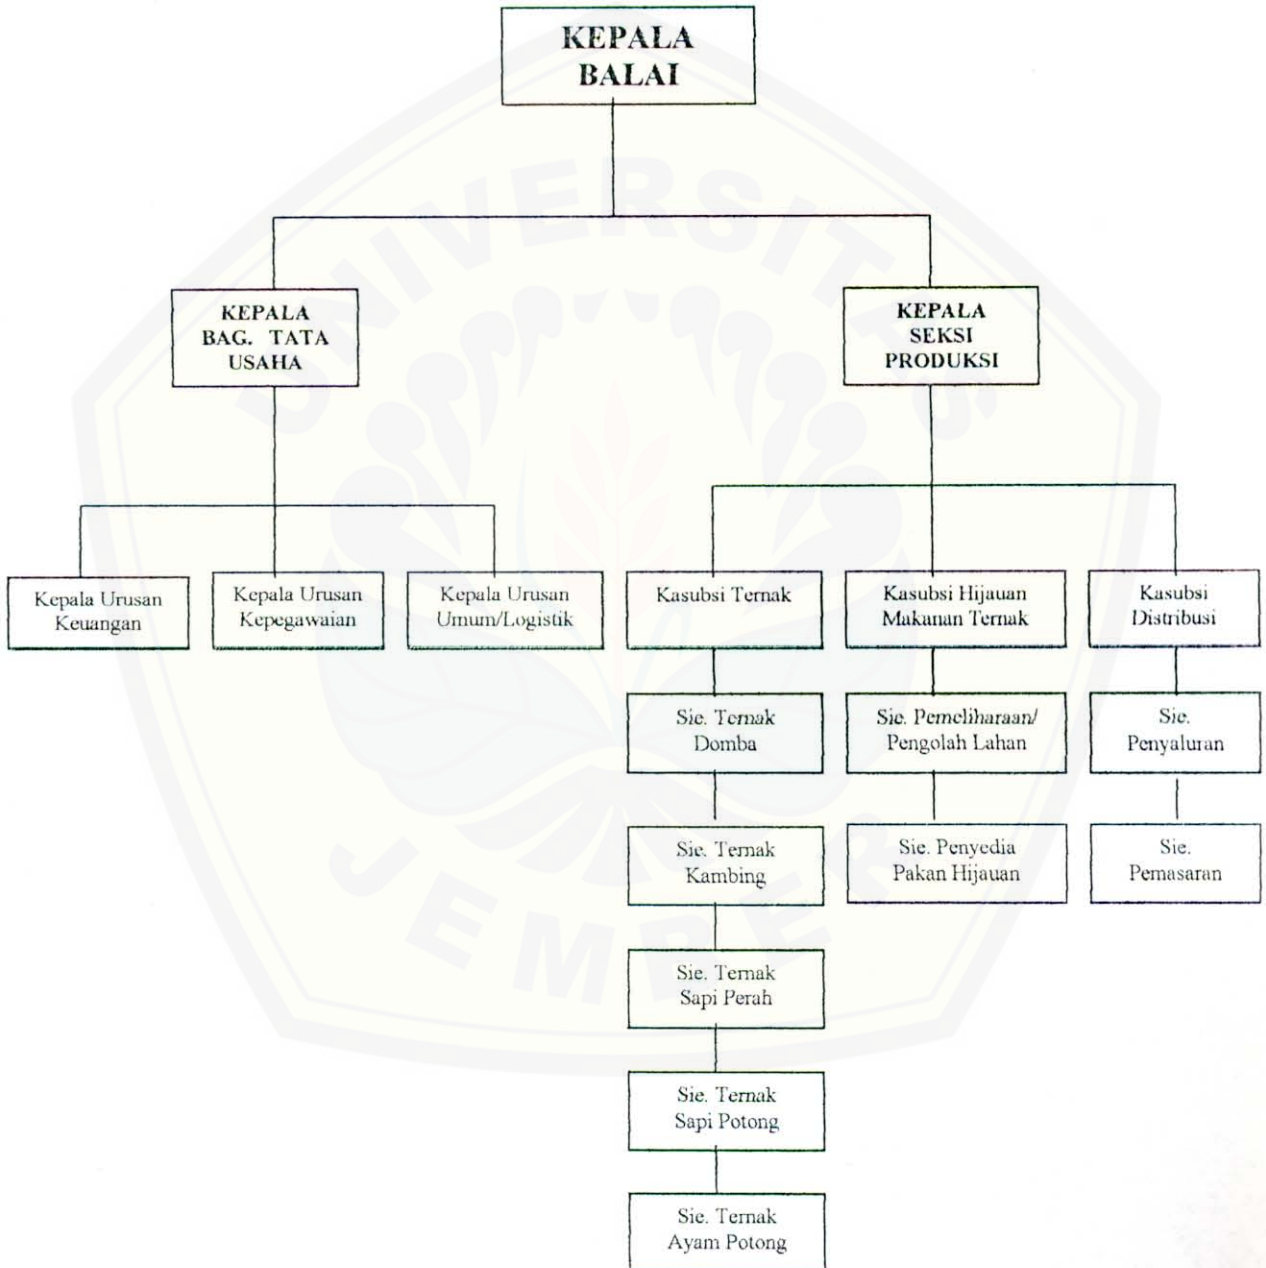 KEPALA
BALAI
KEPALA
BAG. TATA
USAHA
KEPALA
SEKSI
PRODUKSI
Kepala Urusan
Keuangan
Kepala Urusan
Kepegawaian
Kepala Urusan
Umum/Logistik
Kasubsi Ternak
Kasubsi Hijauan
Makanan Ternak
Kasubsi
Distribusi
Sie. Ternak
Domba
Sie. Pemeliharaan/
Pengolah Lahan
Sie.
Penyaluran
Sie. Ternak
Kambing
Sie. Penyedia
Pakan Hijauan
Sie.
Pemasaran
Sie. Ternak
Sapi Perah
Sie. Ternak
Sapi Potong
Sie. Ternak
Ayam Potong
UNIVERSITAS
JEMBER